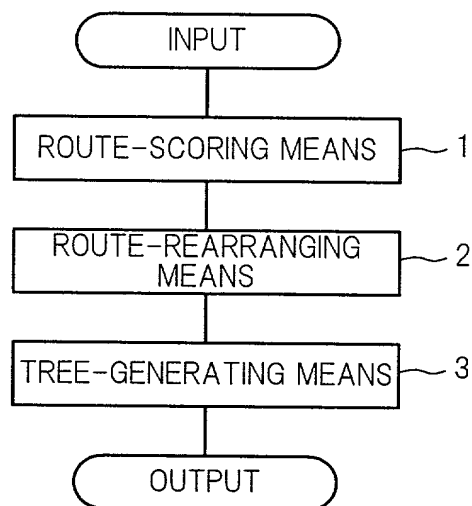 INPUT
ROUTE-SCORING MEANS
1
ROUTE-REARRANGING
MEANS
2
TREE-GENERATING MEANS
3
OUTPUT